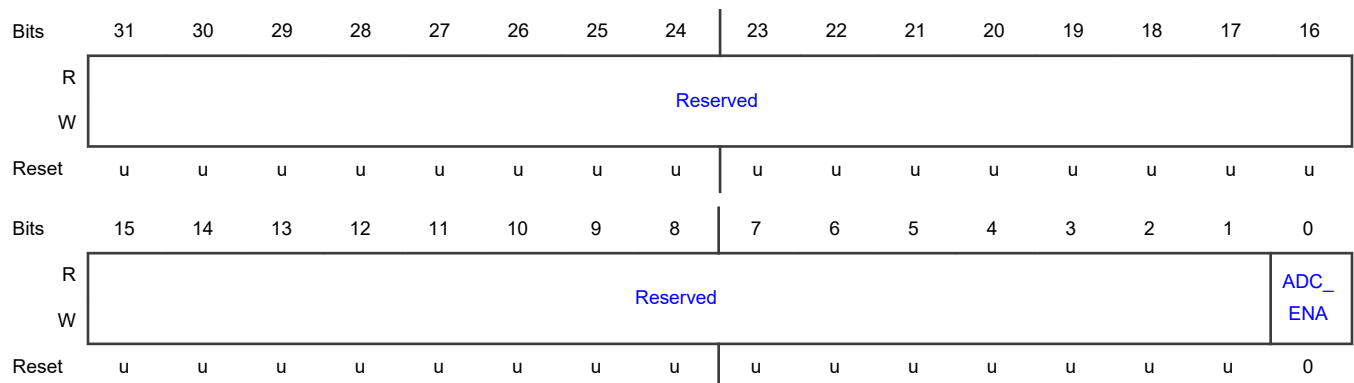 Bits 31 30 29 28 27 26 25 24 23 22 21 20 19 18 17 16
R
Reserved
W
Reset u u u u u u u u u u u u u u u u
Bits 15 14 13 12 11 10 9 8 7 6 5 4 3 2 1 0
R
Reserved ADC_
W ENA
Reset u u u u u u u u u u u u u u u 0